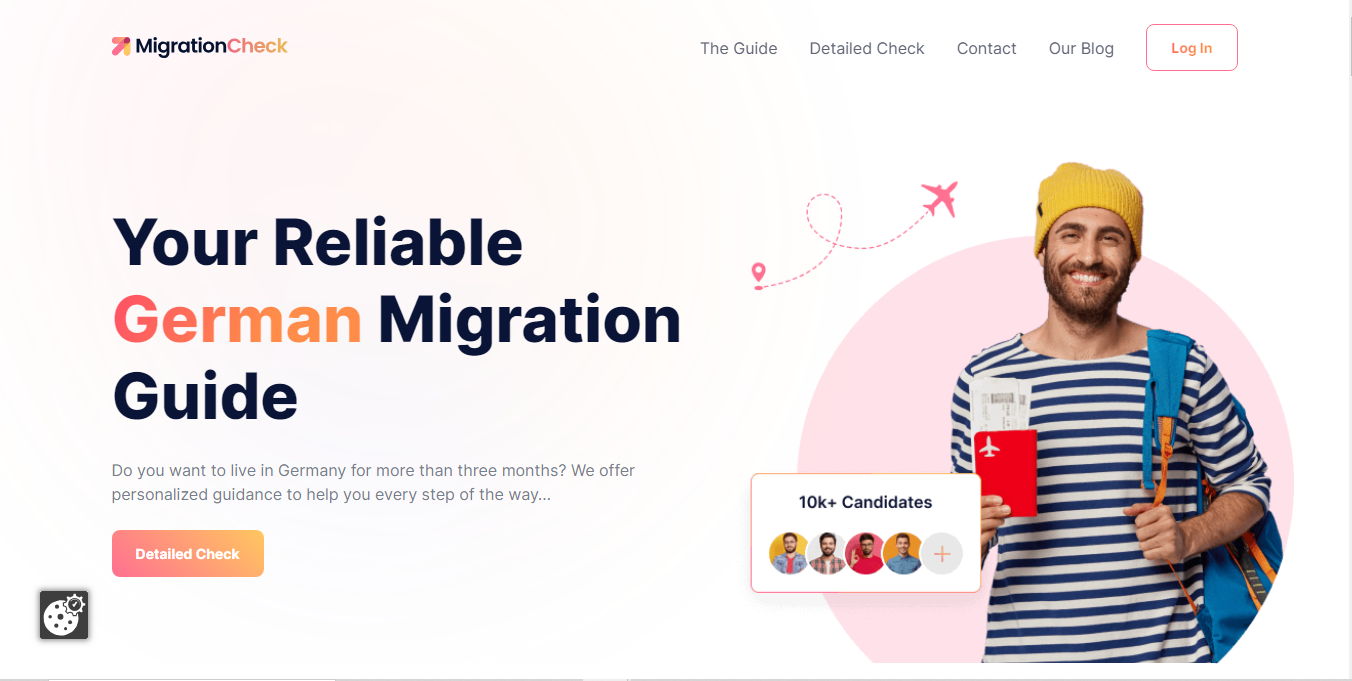 MigrationCheck
The Guide
Detailed Check
Contact
Our Blog
Log In
Your Reliable
German Migration
Guide
Do you want to live in Germany for more than three months? We offer
personalized guidance to help you every step of the way...
Detailed Check
10k+ Candidates